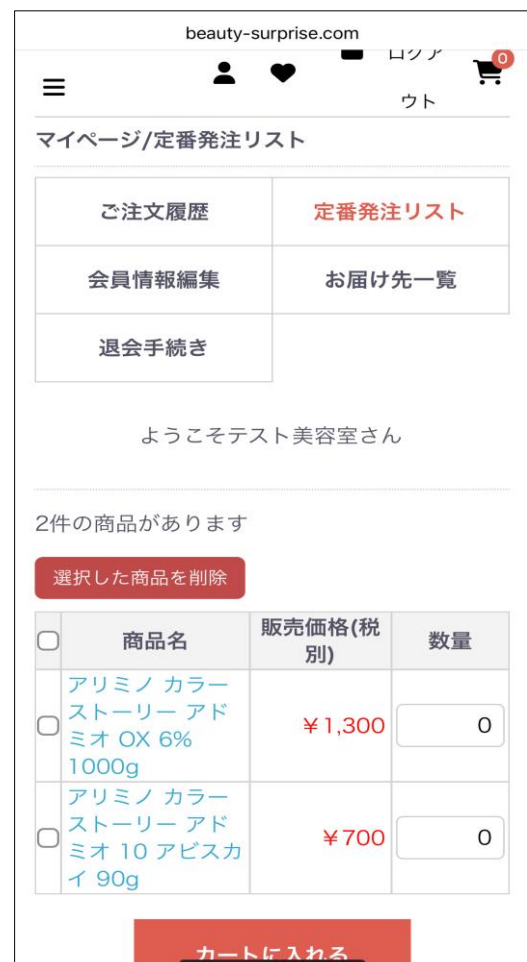 beauty-surprise.com
ログア
ウト
0
マイページ/定番発注リスト
ご注文履歴
定番発注リスト
会員情報編集
お届け先一覧
退会手続き
ようこそテスト美容室さん
2件の商品があります
選択した商品を削除
商品名
販売価格(税
別)
数量
アリミノ カラー
ストーリー アド
ミオ OX 6%
1000g
¥1,300
0
アリミノ カラー
ストーリー アド
ミオ 10 アビスカ
イ 90g
¥700
0
カートに入れる